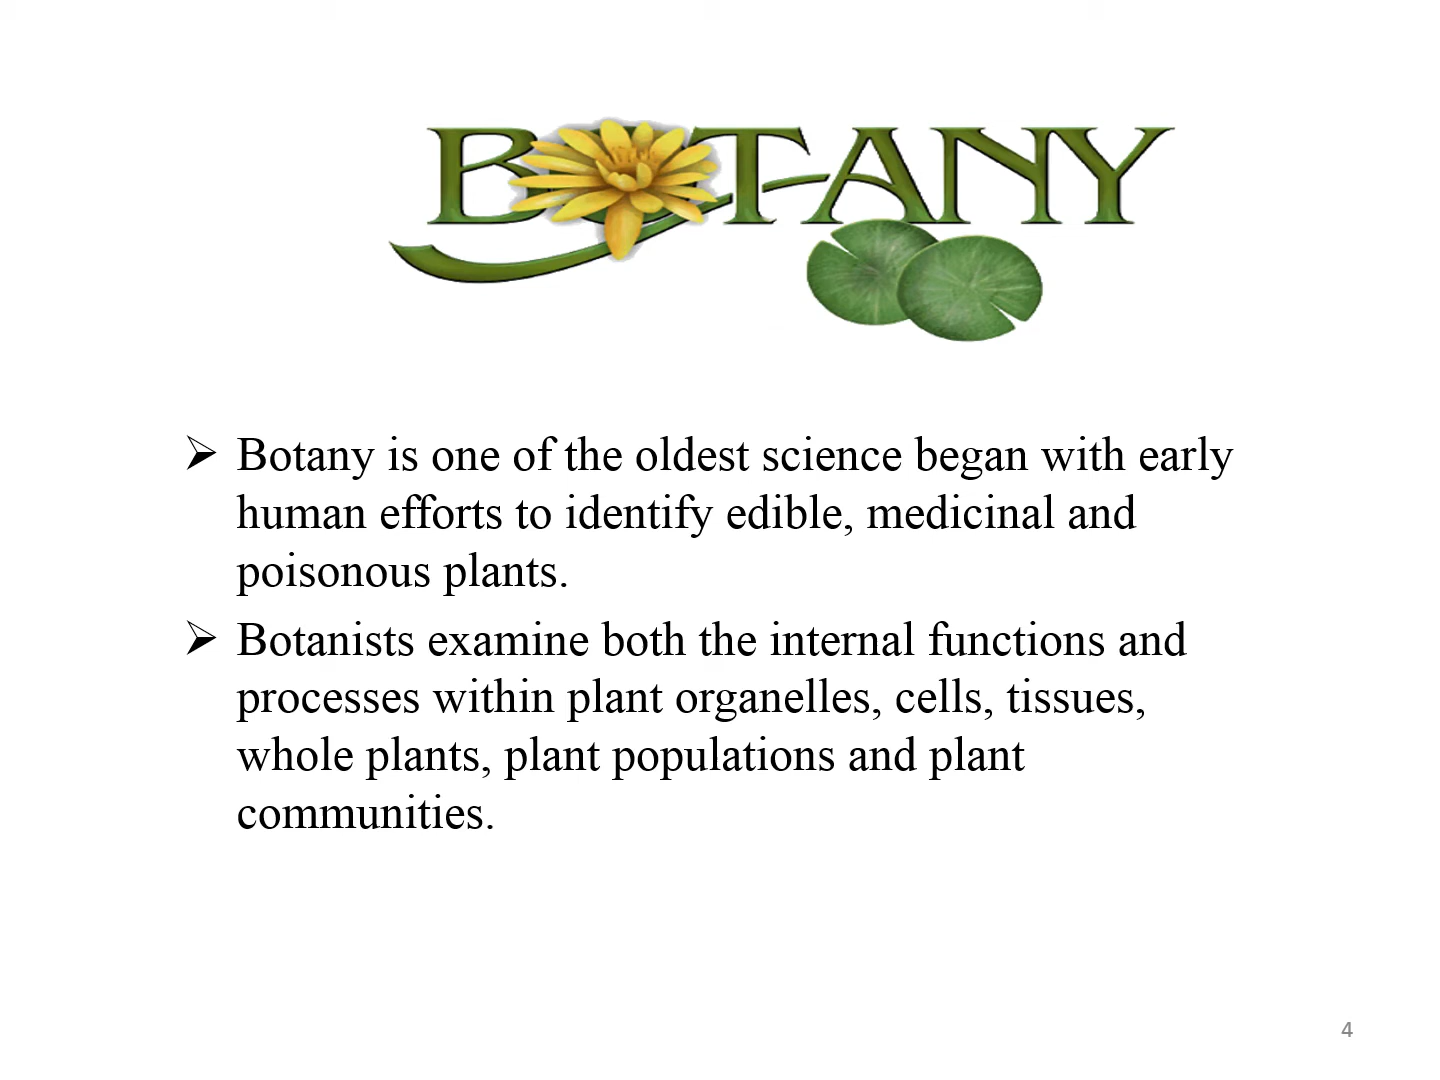 BOTANY
➢ Botany is one of the oldest science began with early
human efforts to identify edible, medicinal and
poisonous plants.
➢ Botanists examine both the internal functions and
processes within plant organelles, cells, tissues,
whole plants, plant populations and plant
communities.
4